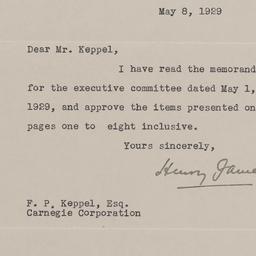 May 8, 1929
Dear Mr. Keppel,
I have read the
for the executive committee dated May 1,
1929, and approve the items presented on
pages one to eight inclusive.
Yours sincerely,
Henry
F. P. Keppel, Esq.
Carnegie Corporation